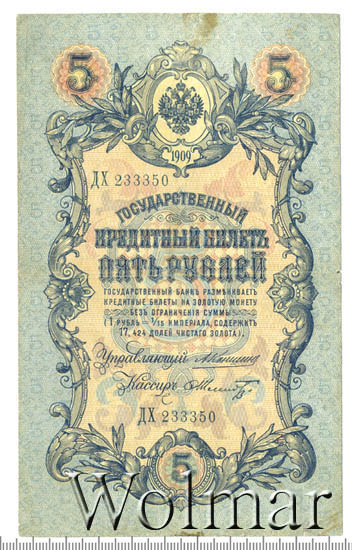 5 5
1909
ДХ 233350
ГОСУДАРСТВЕННЫЙ
КРЕДИТНЫЙ БИЛЕТЪ
ПЯТЬ РУБЛЕЙ
ГОСУДАРСТВЕННЫЙ БАНКЪ РАЗМѢНИВАЕТЪ
КРЕДИТНЫЕ БИЛЕТЫ НА ЗОЛОТУЮ МОНЕТУ
БЕЗЪ ОГРАНИЧЕНІЯ СУММЫ
(1 РУБЛЬ = 1/15 ИМПЕРІАЛА, СОДЕРЖИТЪ
17,424 ДОЛЕЙ ЧИСТАГО ЗОЛОТА)
Управляющій
Кассиръ
ДХ 233350
5
Wolmar